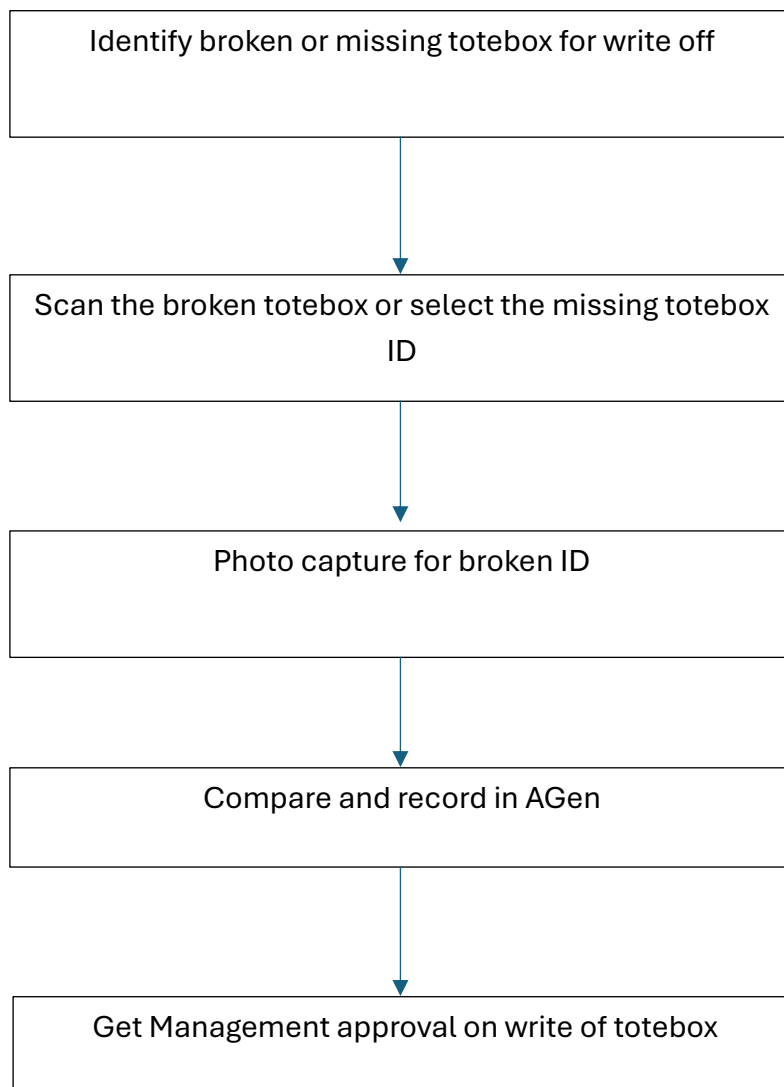 Identify broken or missing totebox for write off
Scan the broken totebox or select the missing totebox
ID
Photo capture for broken ID
Compare and record in AGen
Get Management approval on write of totebox